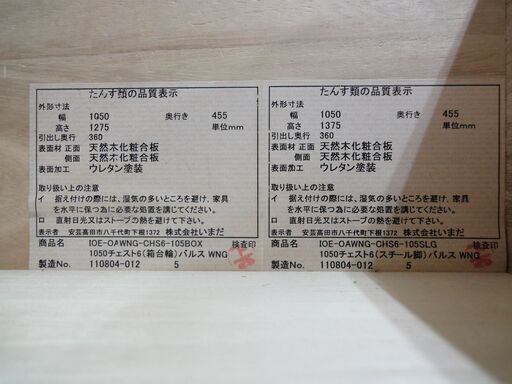 たんす類の品質表示
外形寸法
幅 1050 奥行き 455
高さ 1275 単位mm
引出し奥行 360
表面材 正面 天然木化粧合板
側面 天然木化粧合板
表面加工 ウレタン塗装
取り扱い上の注意
イ 据え付けの際には、湿気の多いところを避け、家具
を水平に保つ為に必要な処置を講じてください。
ロ 直射日光又はストーブの熱を避けて下さい。
表示者 安芸高田市八千代町下根1372 株式会社いまだ
商品名 IOE-OAWNG-CHS6-105BOX 検査印
1050チェスト6(箱台輪)パルス WNG
製造No. 110804-012 5
たんす類の品質表示
外形寸法
幅 1050 奥行き 455
高さ 1375 単位mm
引出し奥行 360
表面材 正面 天然木化粧合板
側面 天然木化粧合板
表面加工 ウレタン塗装
取り扱い上の注意
イ 据え付けの際には、湿気の多いところを避け、家具
を水平に保つ為に必要な処置を講じてください。
ロ 直射日光又はストーブの熱を避けて下さい。
表示者 安芸高田市八千代町下根1372 株式会社いまだ
商品名 IOE-OAWNG-CHS6-105SLG 検査印
1050チェスト6(スチール脚)パルス WNG
製造No. 110804-012 5